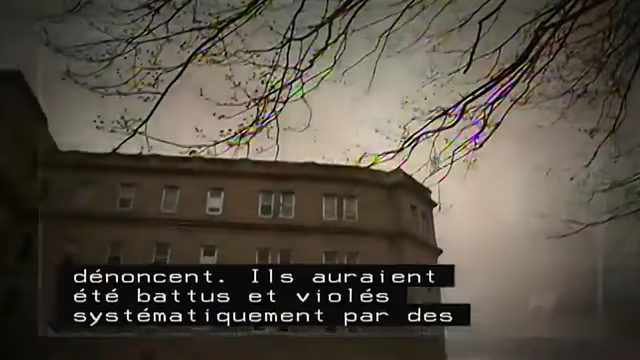 dénoncent. Ils auraient
été battus et violés
systématiquement par des